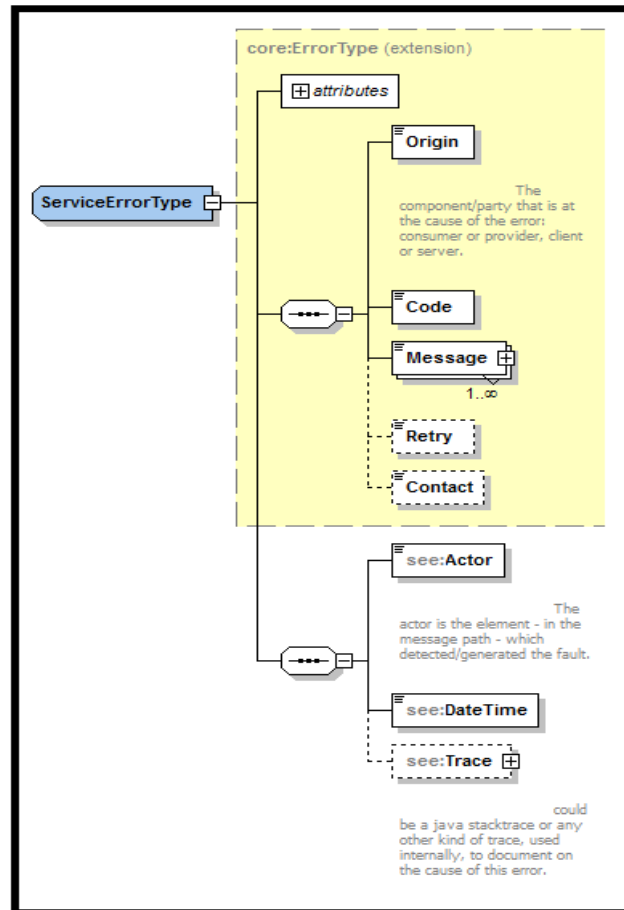 core:ErrorType (extension)
attributes
Origin
The
component/party that is at
the cause of the error:
consumer or provider, client
or server.
ServiceErrorType
Code
Message
1..∞
Retry
Contact
see:Actor
The
actor is the element - in the
message path - which
detected/generated the fault.
see:DateTime
see:Trace
could
be a java stacktrace or any
other kind of trace, used
internally, to document on
the cause of this error.